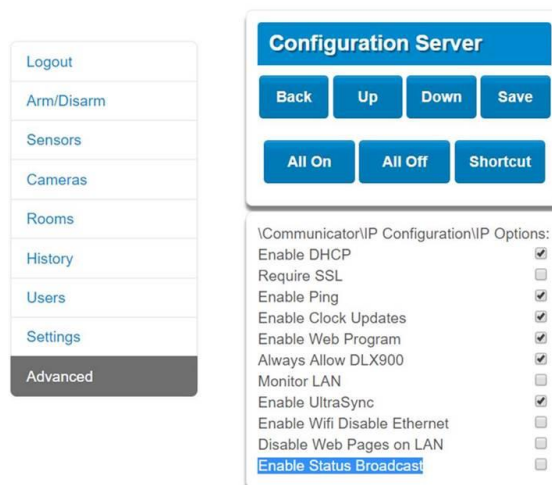 Logout
Arm/Disarm
Sensors
Cameras
Rooms
History
Users
Settings
Advanced
Configuration Server
Back Up Down Save
All On All Off Shortcut
\Communicator\IP Configuration\IP Options:
Enable DHCP
Require SSL
Enable Ping
Enable Clock Updates
Enable Web Program
Always Allow DLX900
Monitor LAN
Enable UltraSync
Enable Wifi Disable Ethernet
Disable Web Pages on LAN
Enable Status Broadcast